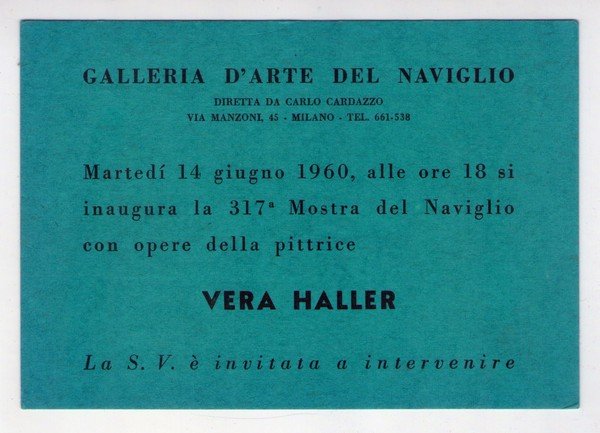 GALLERIA D'ARTE DEL NAVIGLIO
DIRETTA DA CARLO CARDAZZO
VIA MANZONI, 45 - MILANO - TEL. 661-538
Martedí 14 giugno 1960, alle ore 18 si
inaugura la 317ª Mostra del Naviglio
con opere della pittrice
VERA HALLER
La S. V. è invitata a intervenire